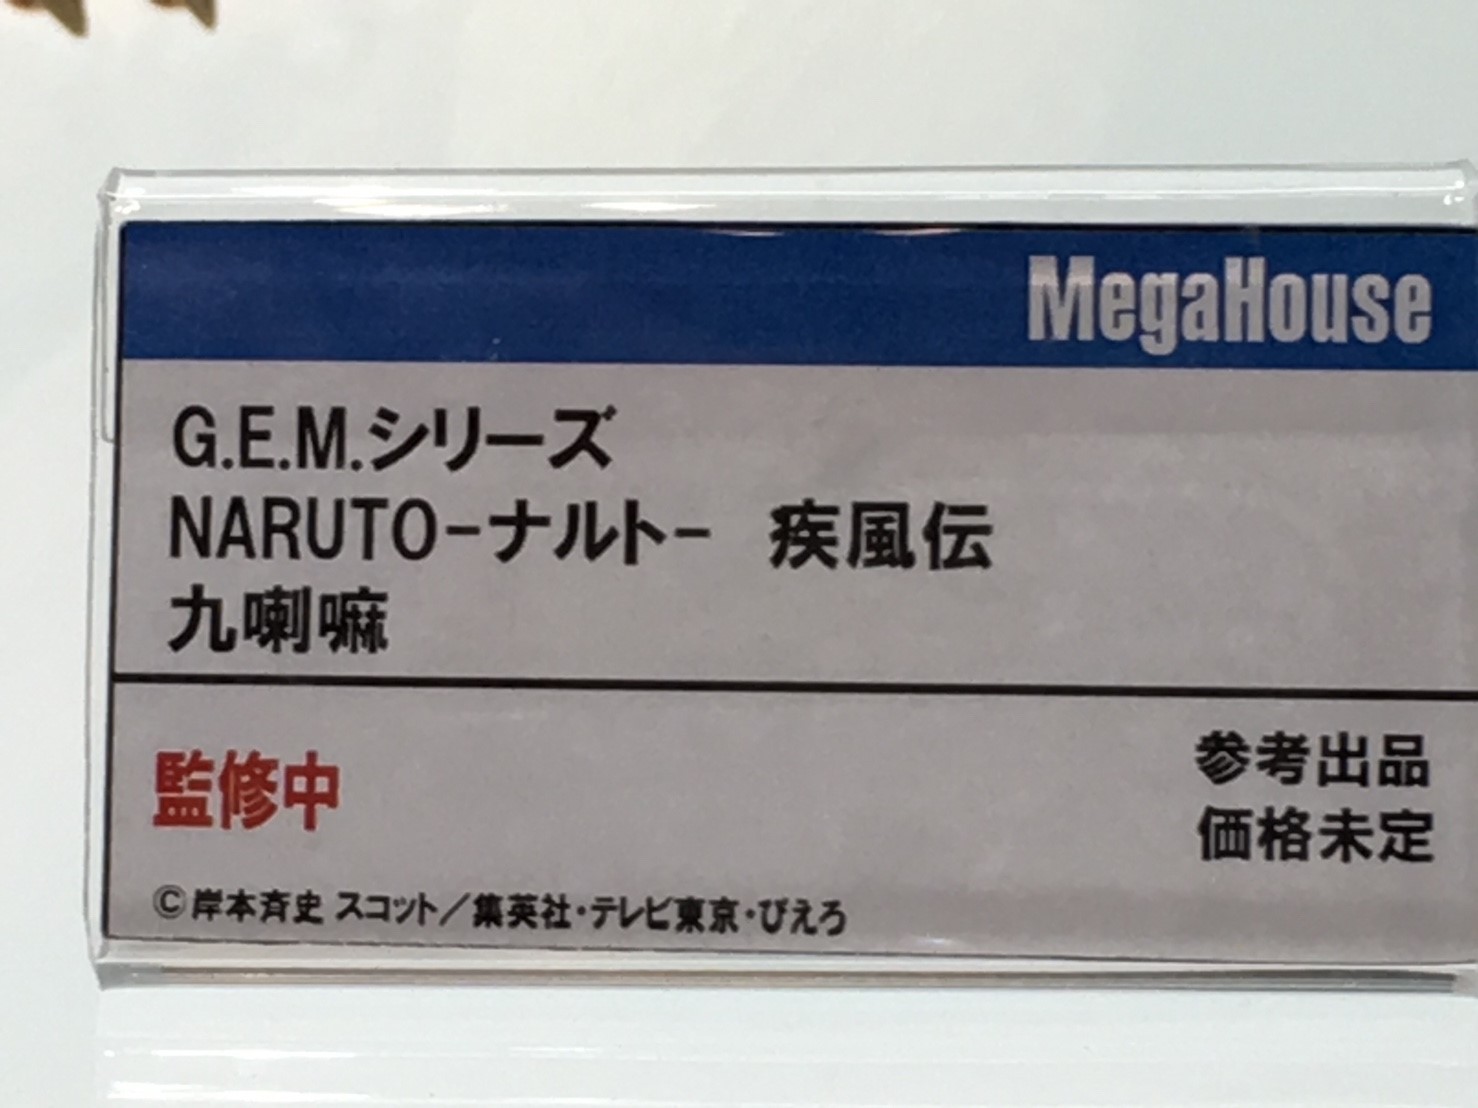 MegaHouse
G.E.M.シリーズ
NARUTO-ナルト- 疾風伝
九喇嘛
監修中
参考出品
価格未定
©岸本斉史 スコット／集英社・テレビ東京・ぴえろ